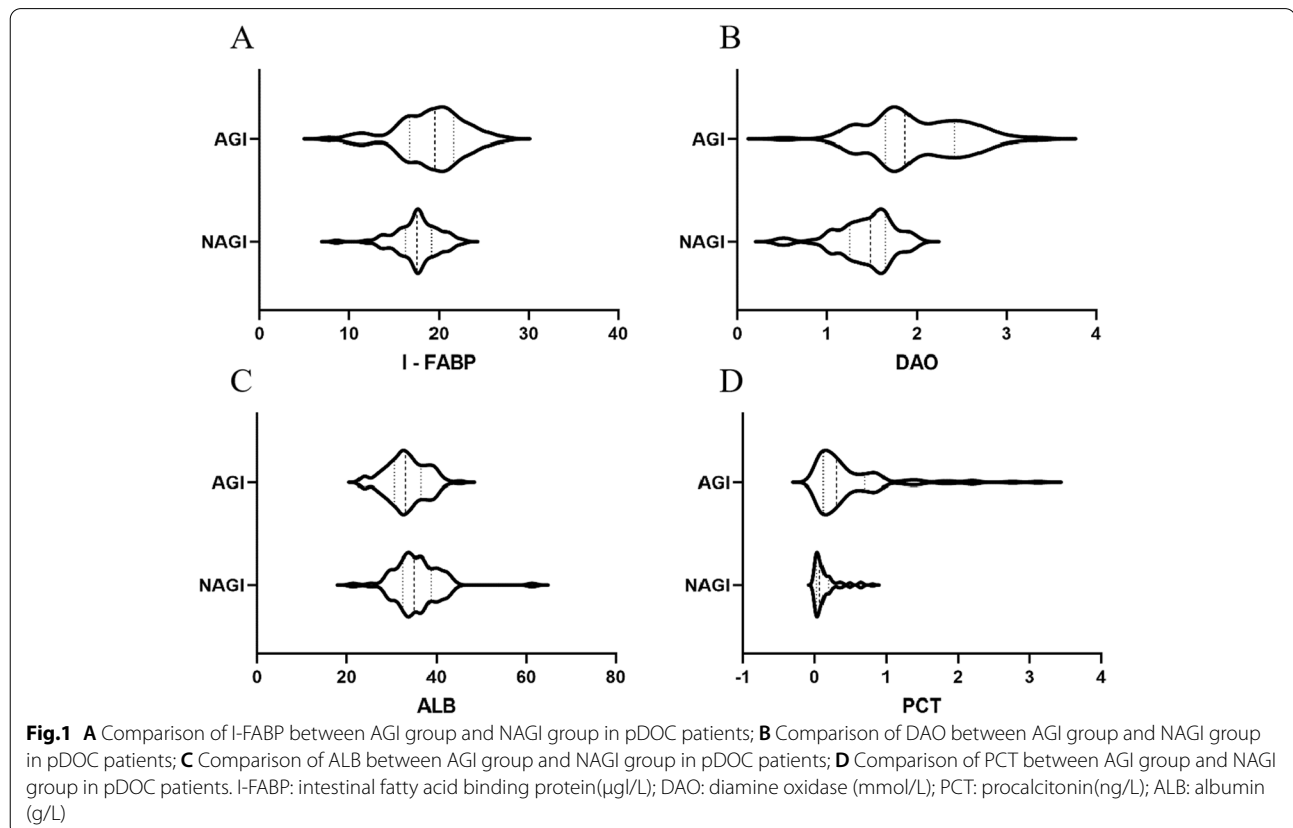 A
B
AGI
NAGI
0 10 20 30 40
I - FABP
AGI
NAGI
0 1 2 3 4
DAO
C
D
AGI
NAGI
0 20 40 60 80
ALB
AGI
NAGI
-1 0 1 2 3 4
PCT
Fig.1 A Comparison of I-FABP between AGI group and NAGI group in pDOC patients; B Comparison of DAO between AGI group and NAGI group
in pDOC patients; C Comparison of ALB between AGI group and NAGI group in pDOC patients; D Comparison of PCT between AGI group and NAGI
group in pDOC patients. I-FABP: intestinal fatty acid binding protein(μgl/L); DAO: diamine oxidase (mmol/L); PCT: procalcitonin(ng/L); ALB: albumin
(g/L)